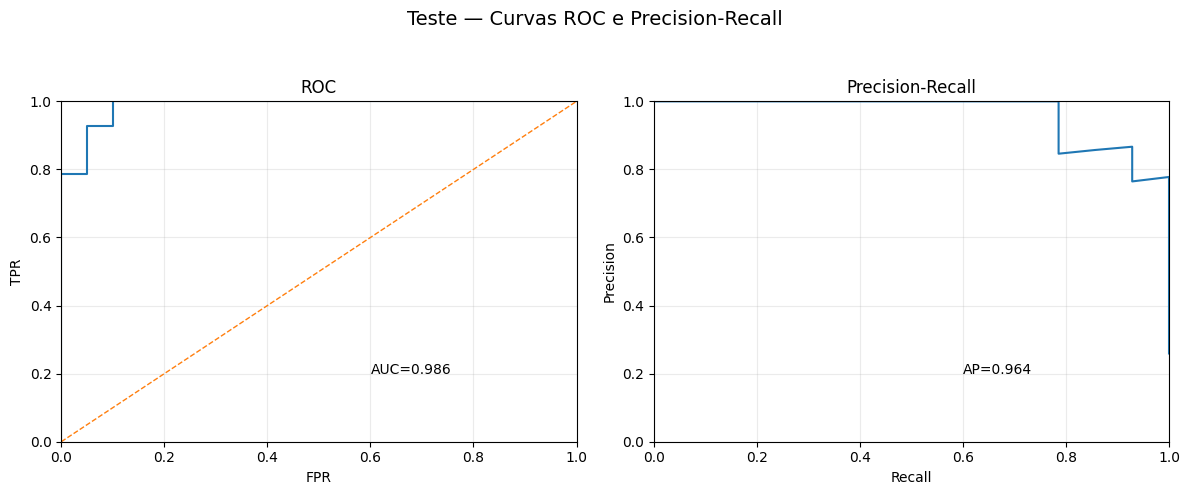 Teste — Curvas ROC e Precision-Recall
ROC
TPR
1.0
0.8
0.6
0.4
0.2
0.0
AUC=0.986
0.0 0.2 0.4 0.6 0.8 1.0
FPR
Precision-Recall
Precision
1.0
0.8
0.6
0.4
0.2
0.0
AP=0.964
0.0 0.2 0.4 0.6 0.8 1.0
Recall